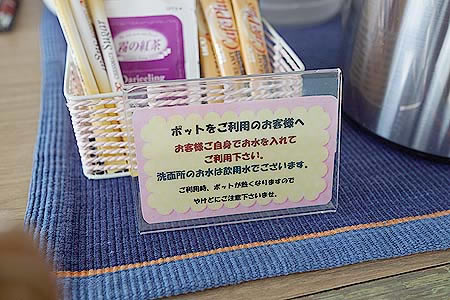 Sugar
霧の紅茶
Darjeeling
ポットをご利用のお客様へ
お客様ご自身でお水を入れて
ご利用下さい。
洗面所のお水は飲用水でございます。
ご利用時、ポットが熱くなりますので
やけどにご注意下さいませ。